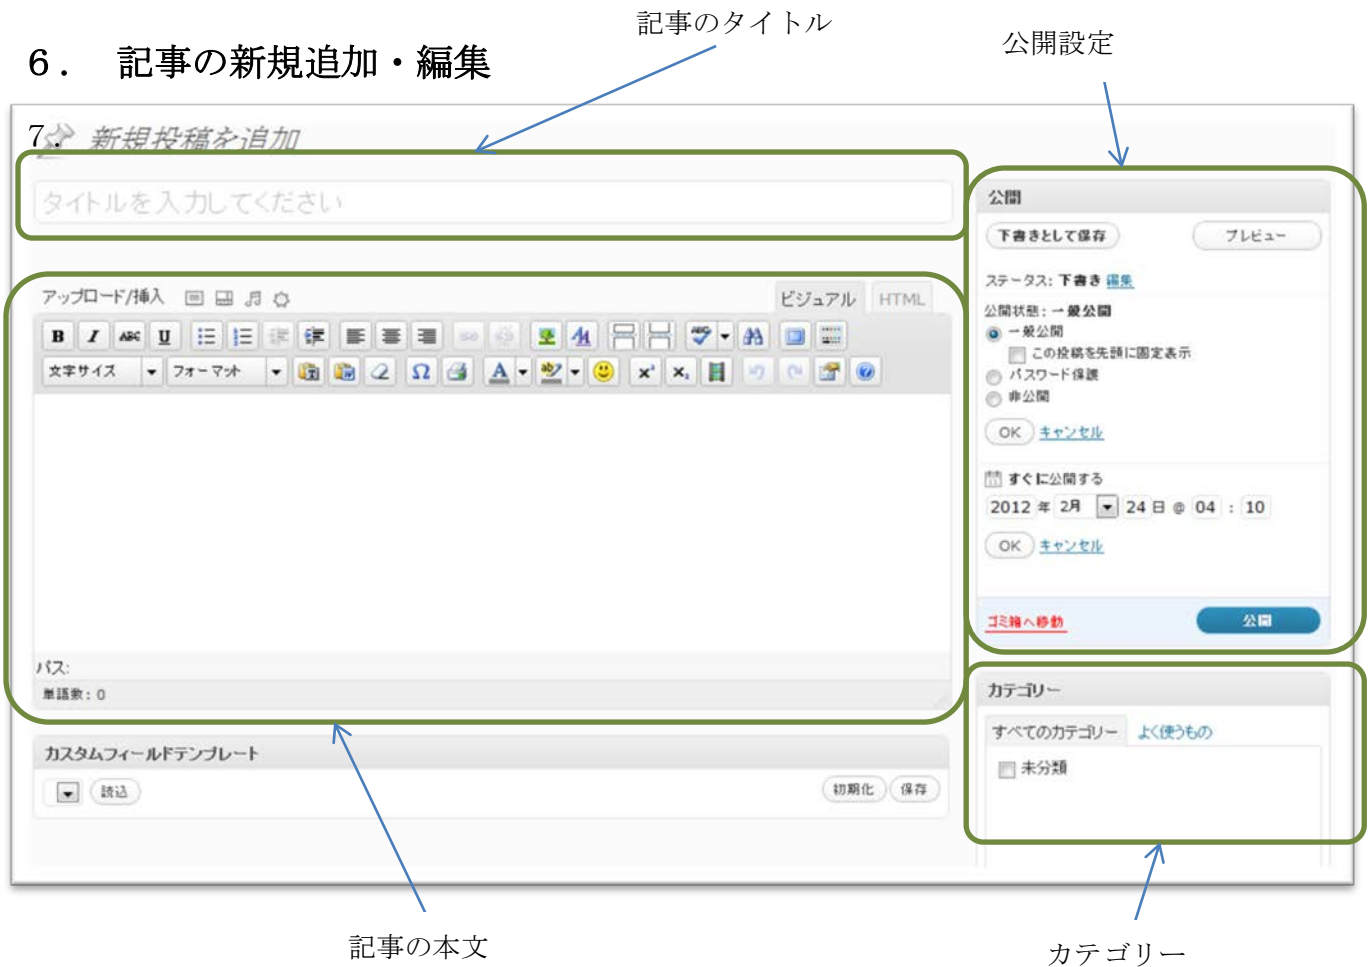 記事のタイトル
公開設定
６． 記事の新規追加・編集
7． 新規投稿を追加
タイトルを入力してください
公開
下書きとして保存 プレビュー
ステータス: 下書き 編集
公開状態: 一般公開
一般公開
この投稿を先頭に固定表示
パスワード保護
非公開
OK キャンセル
すぐに公開する
2012 年 2月 24 日 @ 04 : 10
OK キャンセル
ゴミ箱へ移動 公開
アップロード/挿入 ビジュアル HTML
B I ABC U
文字サイズ フォーマット
パス:
単語数: 0
カテゴリー
すべてのカテゴリー よく使うもの
未分類
カスタムフィールドテンプレート
読込 初期化 保存
記事の本文
カテゴリー